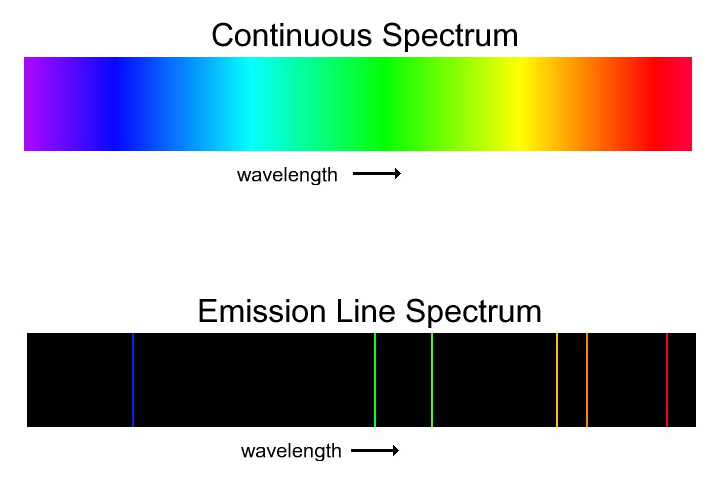 Continuous Spectrum
wavelength
Emission Line Spectrum
wavelength